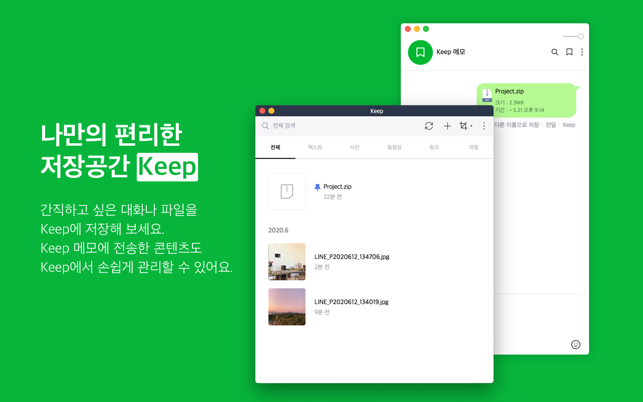 나만의 편리한
저장공간 Keep
간직하고 싶은 대화나 파일을
Keep에 저장해 보세요.
Keep 메모에 전송한 콘텐츠도
Keep에서 손쉽게 관리할 수 있어요.
Keep 메모
Project.zip
크기 : 2.3MB
기간 : ~3.21 오후 9:14
다른 이름으로 저장 전달 Keep
Keep
전체 검색
전체 텍스트 사진 동영상 링크 파일
Project.zip
22분 전
2020.6
LINE_P2020612_134706.jpg
2분 전
LINE_P2020612_134019.jpg
9분 전